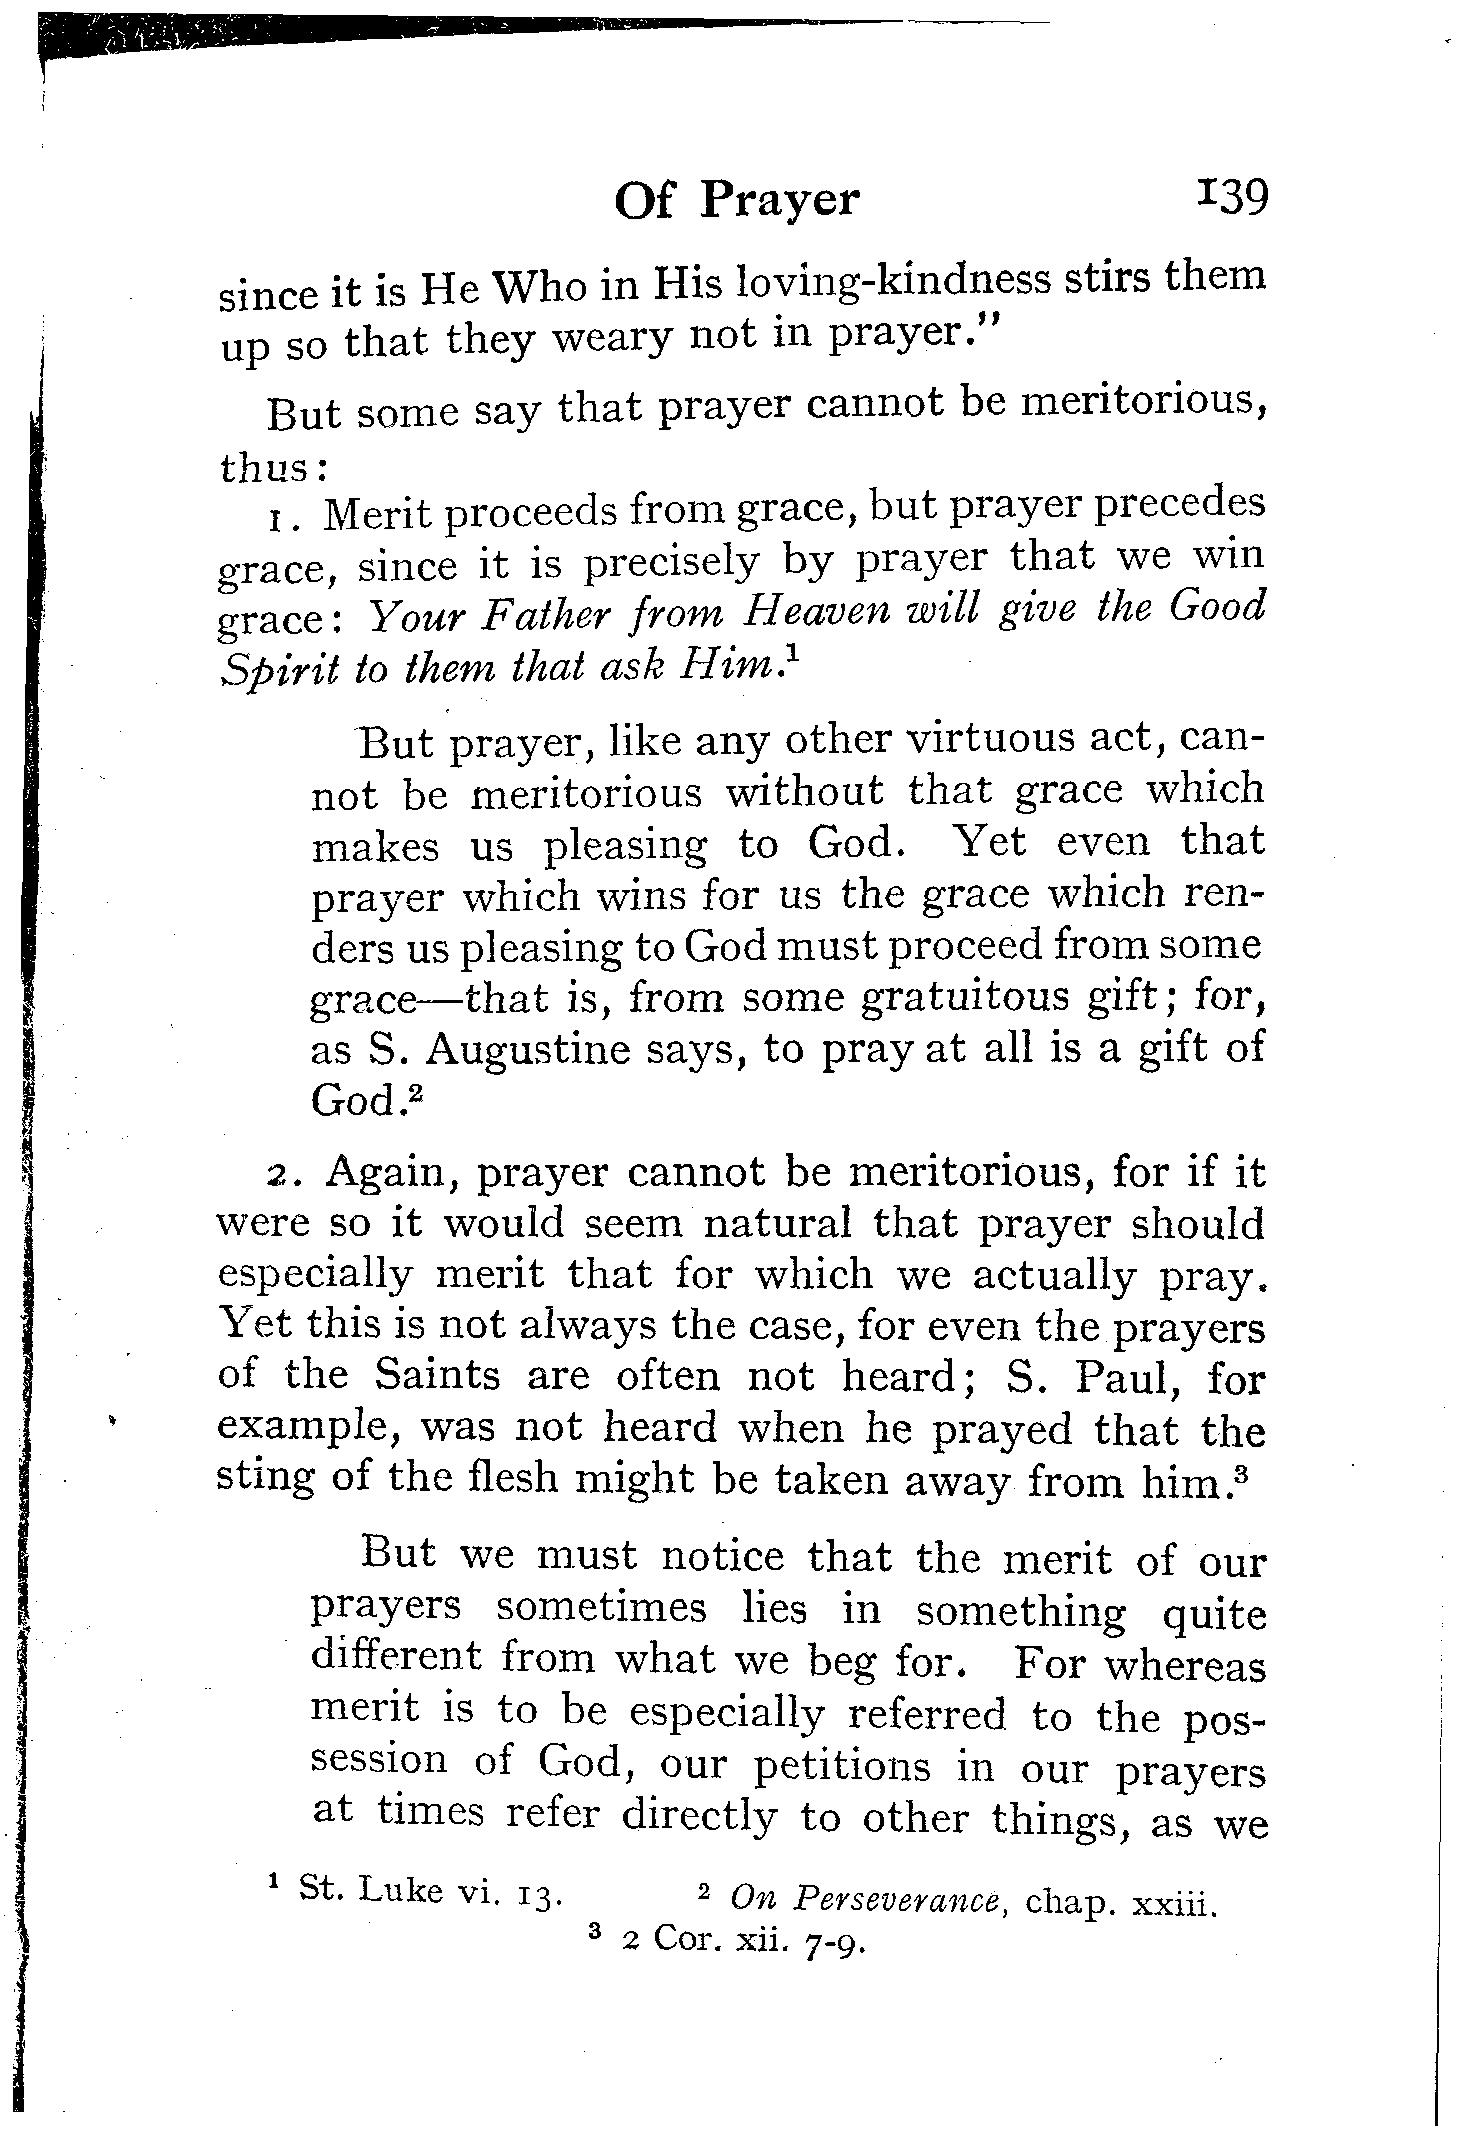 Of Prayer 139
since it is He Who in His loving-kindness stirs them
up so that they weary not in prayer."
But some say that prayer cannot be meritorious,
thus:
1. Merit proceeds from grace, but prayer precedes
grace, since it is precisely by prayer that we win
grace: Your Father from Heaven will give the Good
Spirit to them that ask Him.¹
But prayer, like any other virtuous act, can-
not be meritorious without that grace which
makes us pleasing to God. Yet even that
prayer which wins for us the grace which ren-
ders us pleasing to God must proceed from some
grace—that is, from some gratuitous gift; for,
as S. Augustine says, to pray at all is a gift of
God.²
2. Again, prayer cannot be meritorious, for if it
were so it would seem natural that prayer should
especially merit that for which we actually pray.
Yet this is not always the case, for even the prayers
of the Saints are often not heard; S. Paul, for
example, was not heard when he prayed that the
sting of the flesh might be taken away from him.³
But we must notice that the merit of our
prayers sometimes lies in something quite
different from what we beg for. For whereas
merit is to be especially referred to the pos-
session of God, our petitions in our prayers
at times refer directly to other things, as we
¹ St. Luke vi. 13. ² On Perseverance, chap. xxiii.
³ 2 Cor. xii. 7-9.